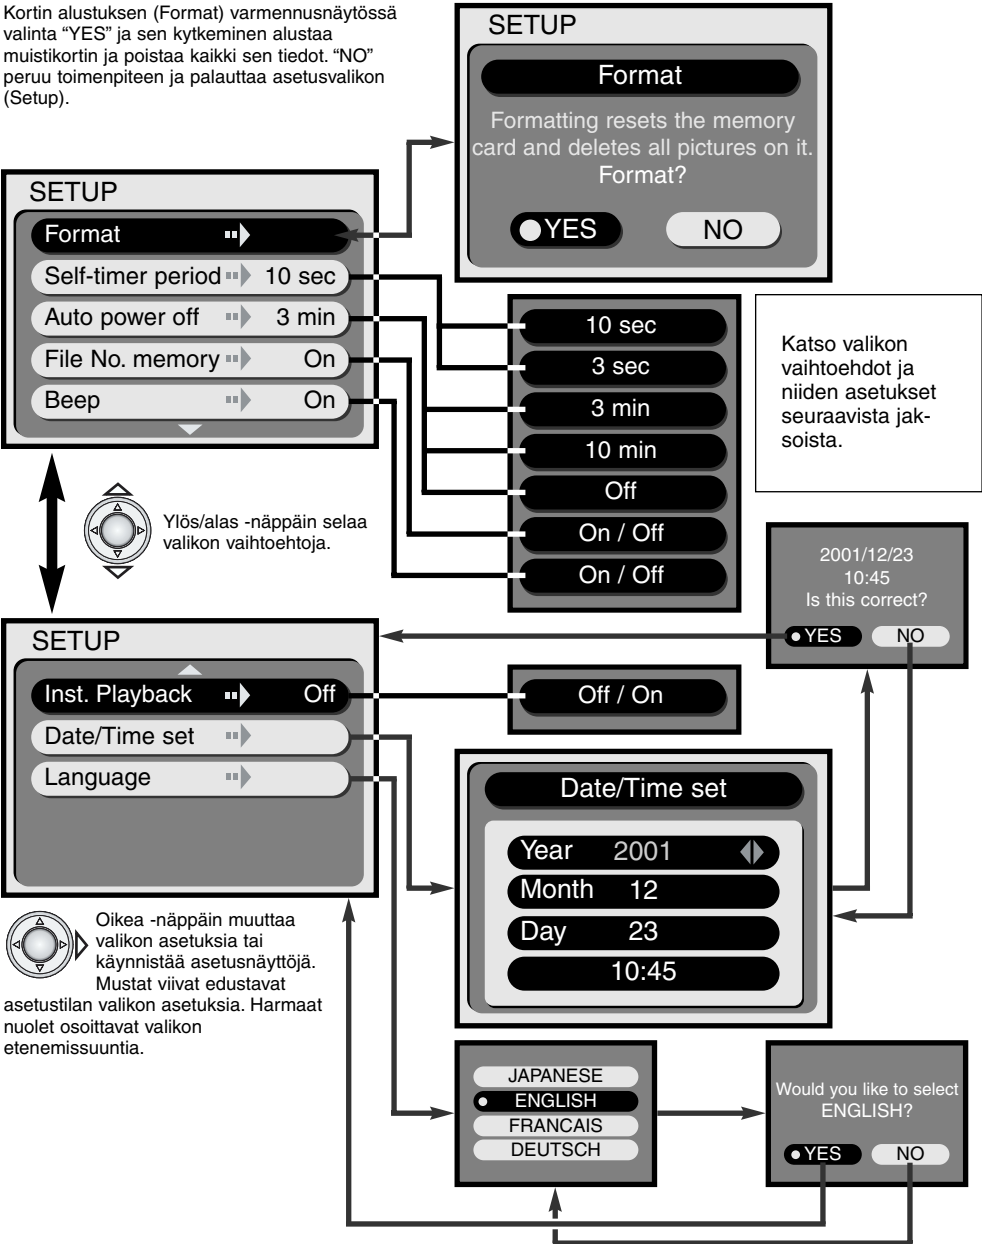 Kortin alustuksen (Format) varmennusnäytössä
valinta “YES” ja sen kytkeminen alustaa
muistikortin ja poistaa kaikki sen tiedot. “NO”
peruu toimenpiteen ja palauttaa asetusvalikon
(Setup).
SETUP
Format
Formatting resets the memory
card and deletes all pictures on it.
Format?
YES NO
SETUP
Format
Self-timer period 10 sec
Auto power off 3 min
File No. memory On
Beep On
10 sec
3 sec
3 min
10 min
Off
On / Off
On / Off
Katso valikon
vaihtoehdot ja
niiden asetukset
seuraavista jak-
soista.
Ylös/alas -näppäin selaa
valikon vaihtoehtoja.
2001/12/23
10:45
Is this correct?
YES NO
SETUP
Inst. Playback Off
Date/Time set
Language
Off / On
Date/Time set
Year 2001
Month 12
Day 23
10:45
Oikea -näppäin muuttaa
valikon asetuksia tai
käynnistää asetusnäyttöjä.
Mustat viivat edustavat
asetustilan valikon asetuksia. Harmaat
nuolet osoittavat valikon
etenemissuuntia.
JAPANESE
ENGLISH
FRANCAIS
DEUTSCH
Would you like to select
ENGLISH?
YES NO